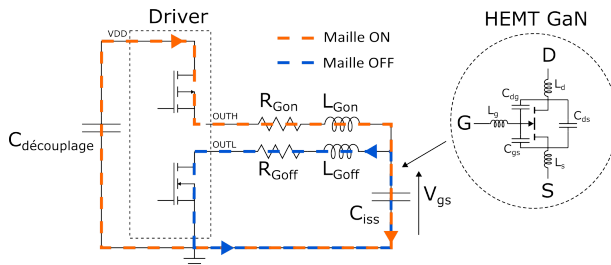 Driver
HEMT GaN
VDD
Maille ON
Maille OFF
D
Ld
Cdg
Lg
G
Cds
Cgs
Ls
S
RGon
LGon
OUTH
Cdécouplage
OUTL
RGoff
LGoff
Vgs
Ciss